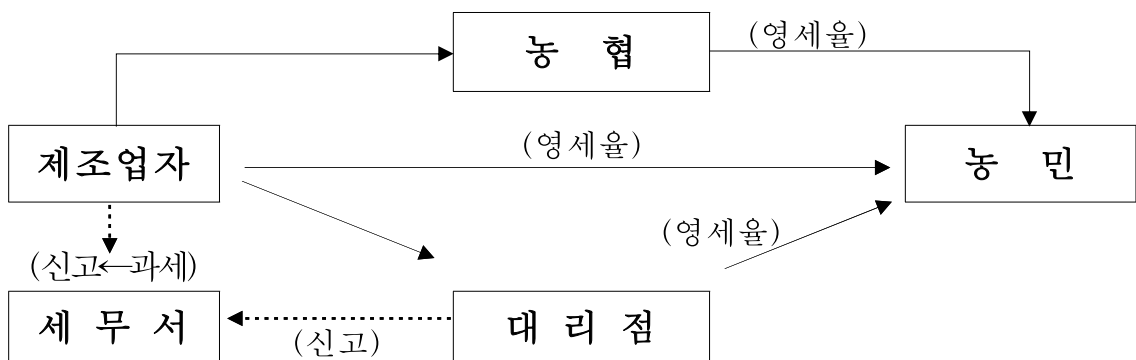 농 협
(영세율)
제조업자
(영세율)
농 민
(영세율)
(신고←과세)
세 무 서
(신고)
대 리 점